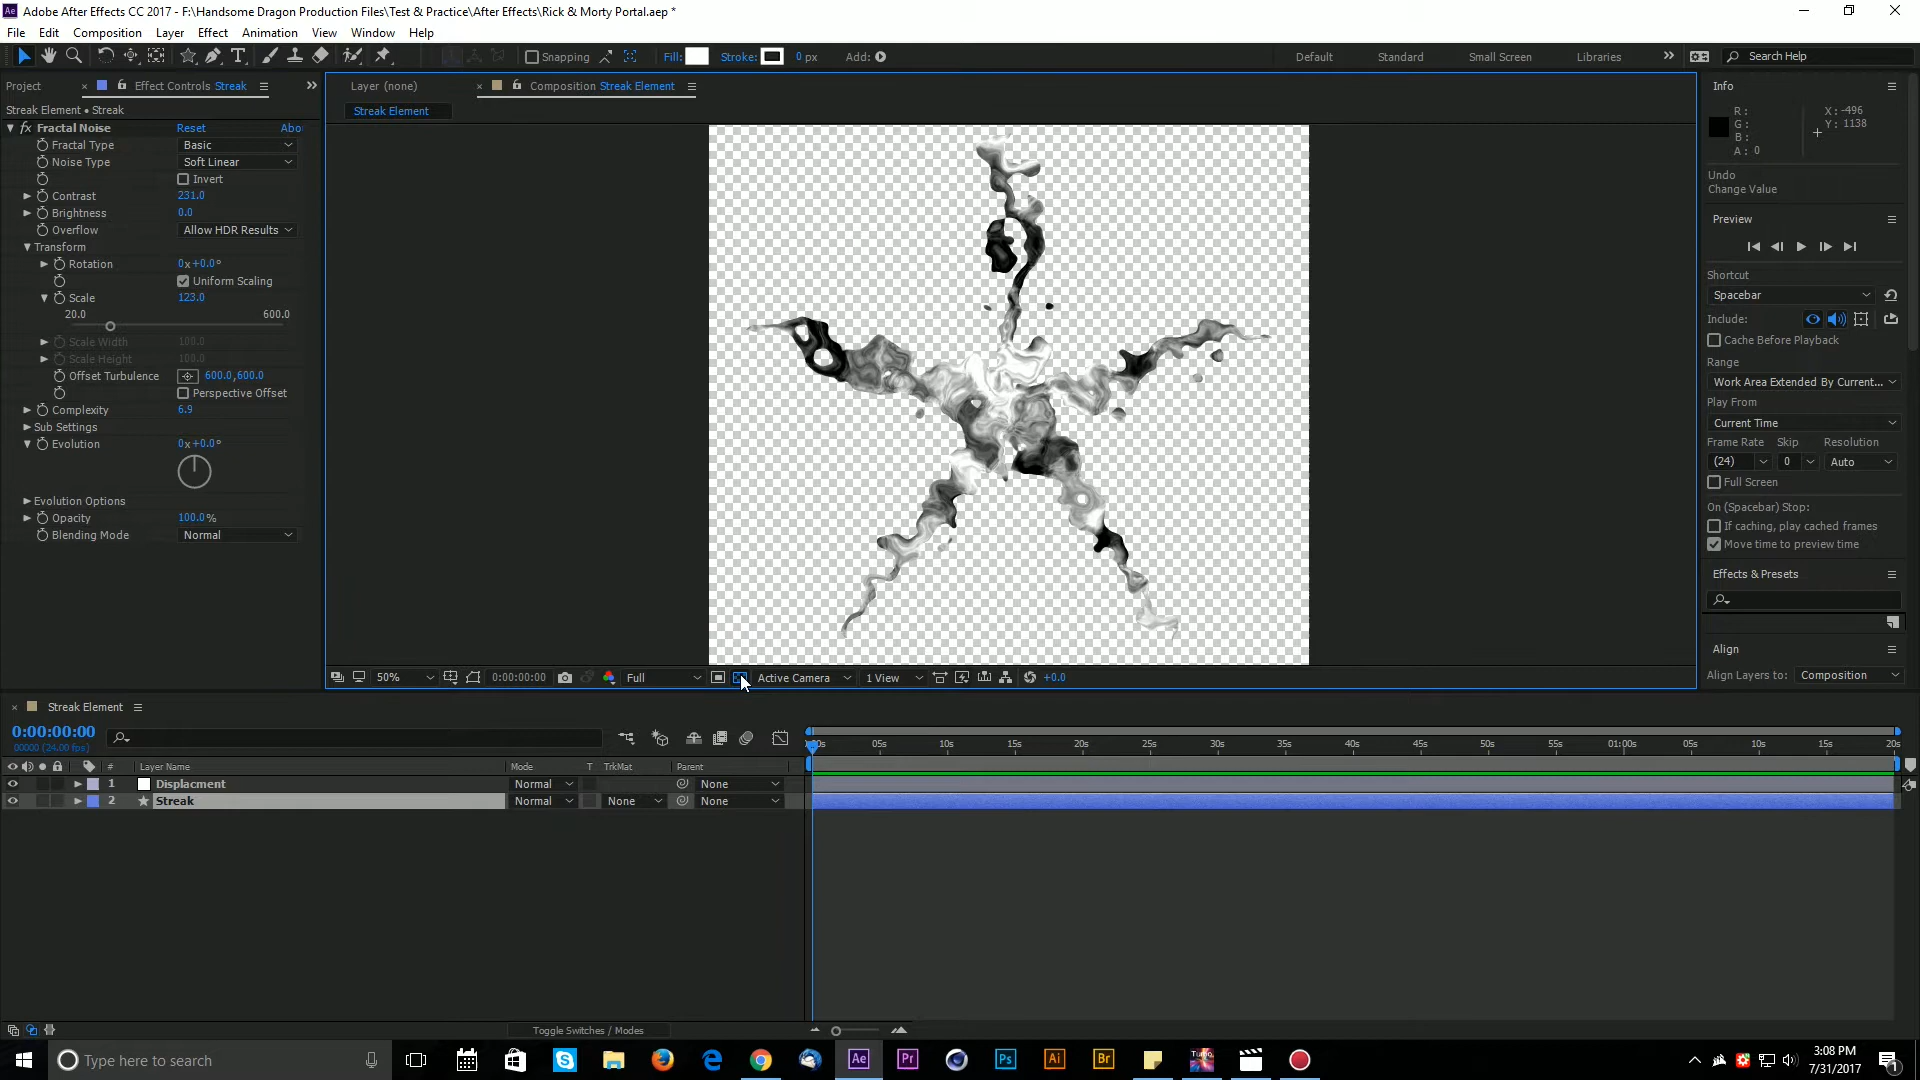 Adobe After Effects CC 2017 - F:\Handsome Dragon Production Files\Test & Practice\After Effects\Rick & Morty Portal.aep *
File Edit Composition Layer Effect Animation View Window Help
Snapping Fill: Stroke: 0 px Add: Default Standard Small Screen Libraries Search Help
Project Effect Controls Streak Layer (none) Composition Streak Element Info
Streak Element • Streak Streak Element
Fractal Noise Reset Abo
Fractal Type Basic
Noise Type Soft Linear
Invert
Contrast 231.0
Brightness 0.0
Overflow Allow HDR Results
Transform
Rotation 0x+0.0°
Uniform Scaling
Scale 123.0
20.0 600.0
Scale Width 100.0
Scale Height 100.0
Offset Turbulence 600.0,600.0
Perspective Offset
Complexity 6.9
Sub Settings
Evolution 0x+0.0°
Evolution Options
Opacity 100.0%
Blending Mode Normal
R: X: -496
G: Y: 1138
B:
A: 0
Undo
Change Value
Preview
Shortcut
Spacebar
Include:
Cache Before Playback
Range
Work Area Extended By Current...
Play From
Current Time
Frame Rate Skip Resolution
(24) 0 Auto
Full Screen
On (Spacebar) Stop:
If caching, play cached frames
Move time to preview time
Effects & Presets
Align
Align Layers to: Composition
50% 0:00:00:00 Full Active Camera 1 View +0.0
Streak Element
0:00:00:00
00000 (24.00 fps)
05s 10s 15s 20s 25s 30s 35s 40s 45s 50s 55s 01:00s 05s 10s 15s 20s
# Layer Name Mode T TrkMat Parent
1 Displacment Normal None
2 Streak Normal None None
Toggle Switches / Modes
Type here to search
Ae Pr Ps Ai Br
3:08 PM
7/31/2017
1